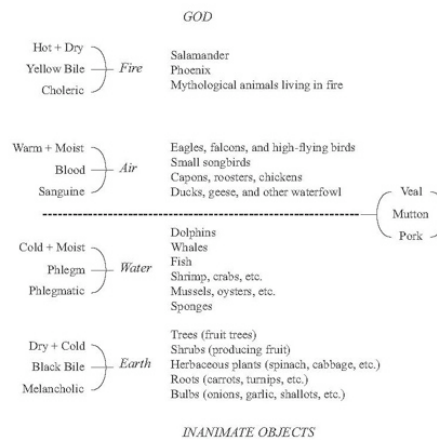 GOD
Hot + Dry
Yellow Bile
Choleric
Fire
Salamander
Phoenix
Mythological animals living in fire
Warm + Moist
Blood
Sanguine
Air
Eagles, falcons, and high-flying birds
Small songbirds
Capons, roosters, chickens
Ducks, geese, and other waterfowl
Veal
Mutton
Pork
Cold + Moist
Phlegm
Phlegmatic
Water
Dolphins
Whales
Fish
Shrimp, crabs, etc.
Mussels, oysters, etc.
Sponges
Dry + Cold
Black Bile
Melancholic
Earth
Trees (fruit trees)
Shrubs (producing fruit)
Herbaceous plants (spinach, cabbage, etc.)
Roots (carrots, turnips, etc.)
Bulbs (onions, garlic, shallots, etc.)
INANIMATE OBJECTS